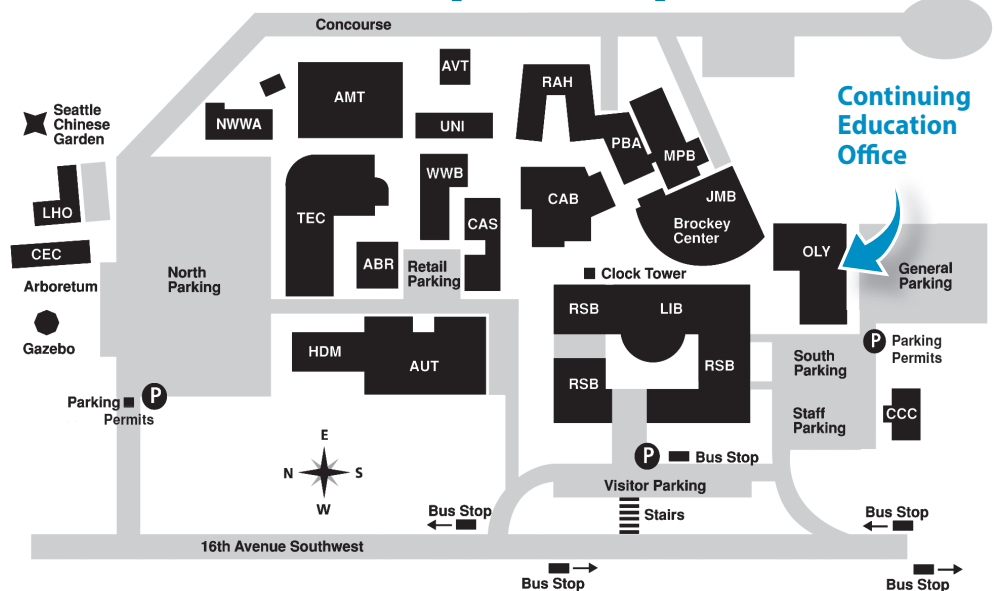 Concourse
AVT
RAH
AMT
NWWA
UNI
Continuing
Education
Office
Seattle
Chinese
Garden
PBA
MPB
WWB
LHO
TEC
CAS
CAB
JMB
Brockey
Center
CEC
ABR
Retail
Parking
North
Parking
Clock Tower
OLY
General
Parking
Arboretum
RSB
LIB
Gazebo
HDM
AUT
RSB
RSB
P
Parking
Permits
South
Parking
Parking
Permits
P
Staff
Parking
CCC
E
N
S
W
P
Bus Stop
Visitor Parking
Stairs
Bus Stop
Bus Stop
16th Avenue Southwest
Bus Stop
Bus Stop